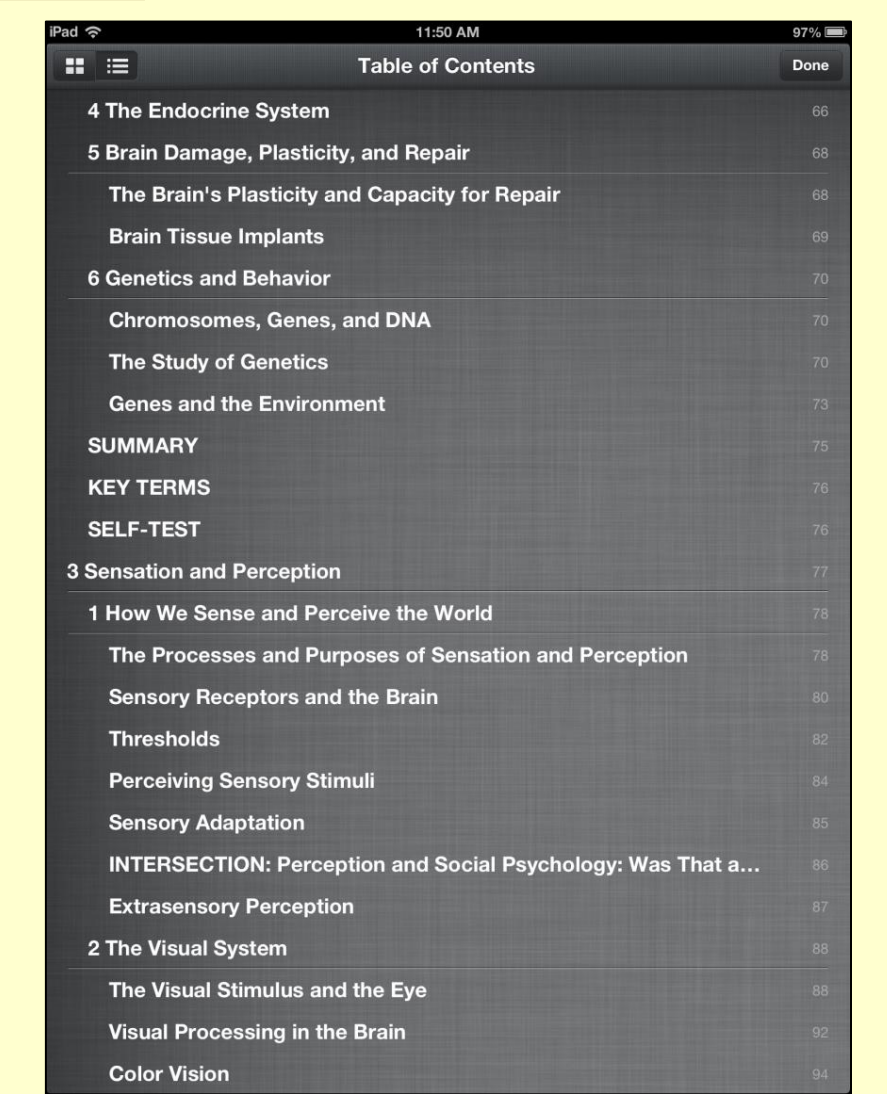 iPad 11:50 AM 97%
Table of Contents Done
4 The Endocrine System 66
5 Brain Damage, Plasticity, and Repair 68
The Brain's Plasticity and Capacity for Repair 68
Brain Tissue Implants 69
6 Genetics and Behavior 70
Chromosomes, Genes, and DNA 70
The Study of Genetics 70
Genes and the Environment 73
SUMMARY 75
KEY TERMS 76
SELF-TEST 76
3 Sensation and Perception 77
1 How We Sense and Perceive the World 78
The Processes and Purposes of Sensation and Perception 78
Sensory Receptors and the Brain 80
Thresholds 82
Perceiving Sensory Stimuli 84
Sensory Adaptation 85
INTERSECTION: Perception and Social Psychology: Was That a... 86
Extrasensory Perception 87
2 The Visual System 88
The Visual Stimulus and the Eye 88
Visual Processing in the Brain 92
Color Vision 94